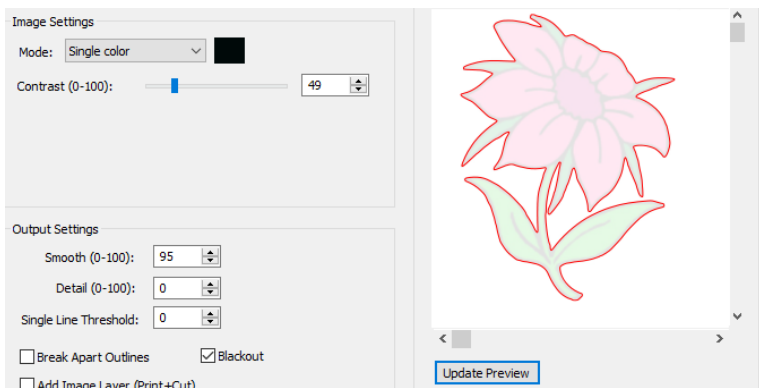 Image Settings
Mode: Single color
Contrast (0-100): 49
Output Settings
Smooth (0-100): 95
Detail (0-100): 0
Single Line Threshold: 0
Break Apart Outlines Blackout
Add Image Layer (Print+Cut)
Update Preview